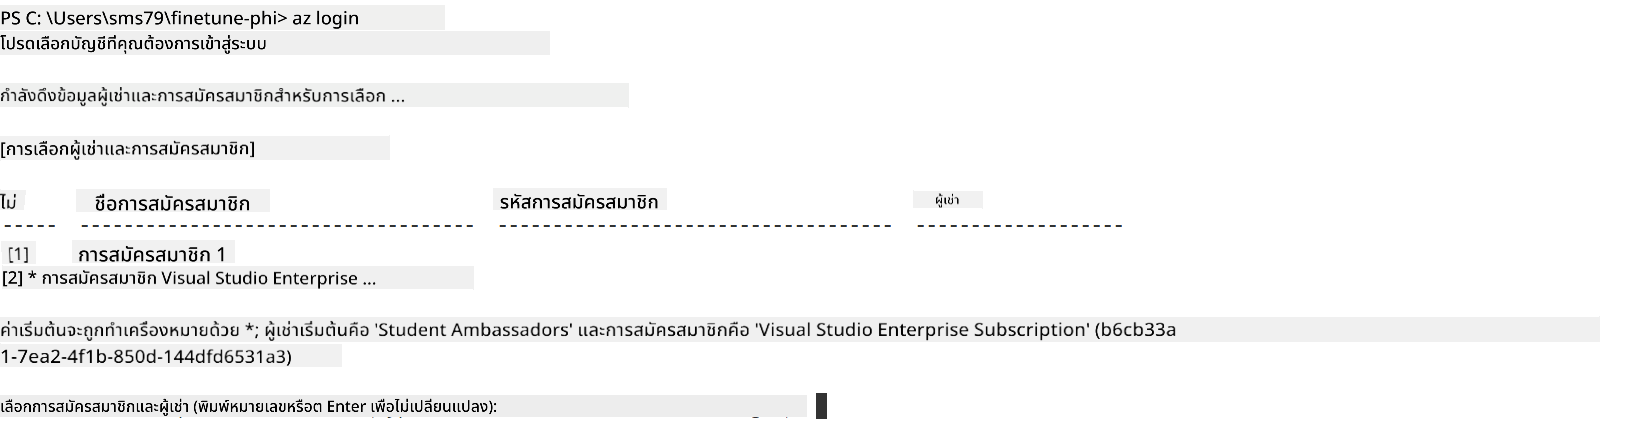 PS C: \Users\sms79\finetune-phi> az login
โปรดเลือกบัญชีที่คุณต้องการเข้าสู่ระบบ
กำลังดึงข้อมูลผู้เช่าและการสมัครสมาชิกสำหรับการเลือก ...
[การเลือกผู้เช่าและการสมัครสมาชิก]
ไม่ ชื่อการสมัครสมาชิก รหัสการสมัครสมาชิก ผู้เช่า
[1] การสมัครสมาชิก 1
[2] * การสมัครสมาชิก Visual Studio Enterprise ...
ค่าเริ่มต้นจะถูกทำเครื่องหมายด้วย *; ผู้เช่าเริ่มต้นคือ 'Student Ambassadors' และการสมัครสมาชิกคือ 'Visual Studio Enterprise Subscription' (b6cb33a
1-7ea2-4f1b-850d-144dfd6531a3)
เลือกการสมัครสมาชิกและผู้เช่า (พิมพ์หมายเลขหรือต Enter เพื่อไม่เปลี่ยนแปลง):